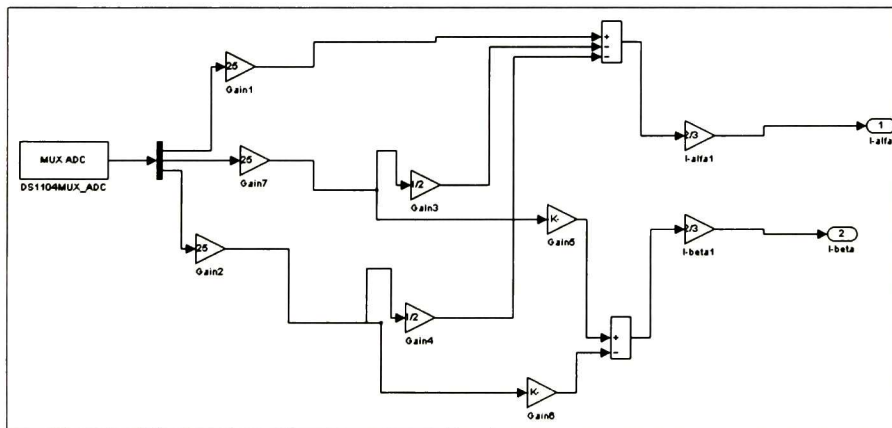 25
Gain1
MUX ADC
DS1104MUX_ADC
25
Gain7
25
Gain2
1/2
Gain3
1/2
Gain4
K-
Gain5
K-
Gain6
+
−
−
+
−
2/3
I-alfa1
1
I-alfa
2/3
I-beta1
2
I-beta